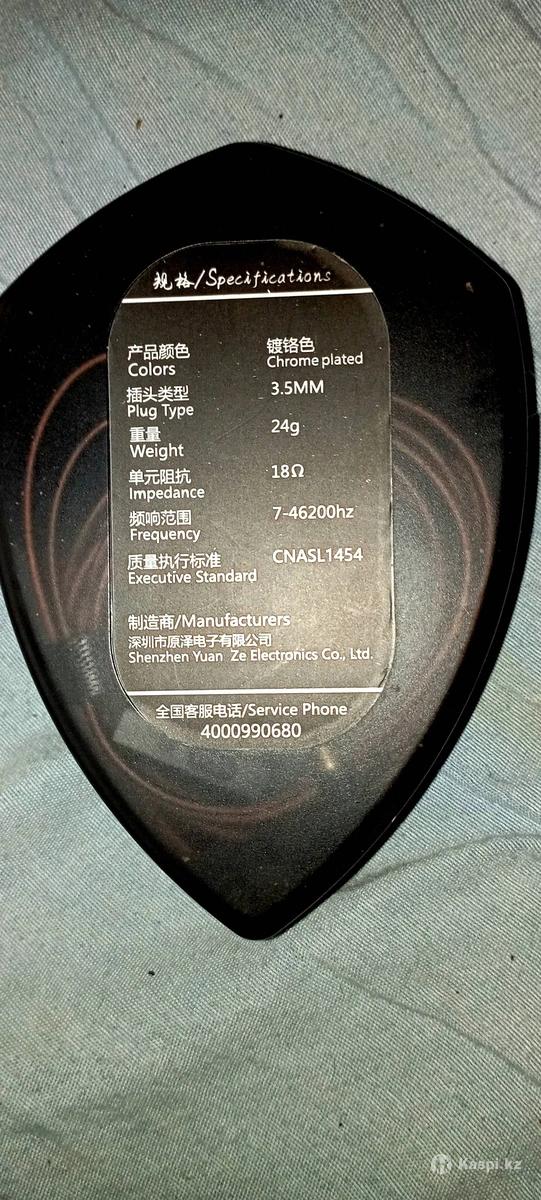 规格/Specifications
产品颜色 镀铬色
Colors Chrome plated
插头类型 3.5MM
Plug Type
重量 24g
Weight
单元阻抗 18Ω
Impedance
频响范围 7-46200hz
Frequency
质量执行标准 CNASL1454
Executive Standard
制造商/Manufacturers
深圳市原泽电子有限公司
Shenzhen Yuan Ze Electronics Co., Ltd.
全国客服电话/Service Phone
4000990680
Kaspi.kz